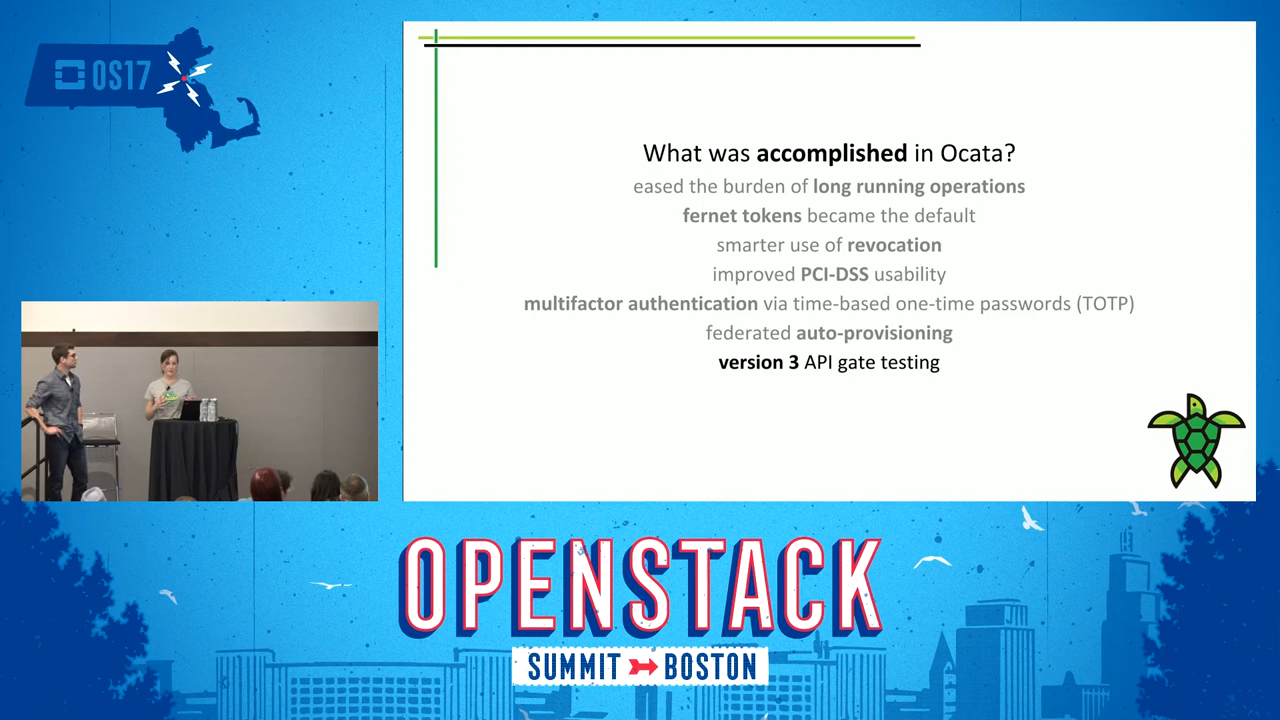 OS17
What was accomplished in Ocata?
eased the burden of long running operations
fernet tokens became the default
smarter use of revocation
improved PCI-DSS usability
multifactor authentication via time-based one-time passwords (TOTP)
federated auto-provisioning
version 3 API gate testing
OPENSTACK
SUMMIT BOSTON